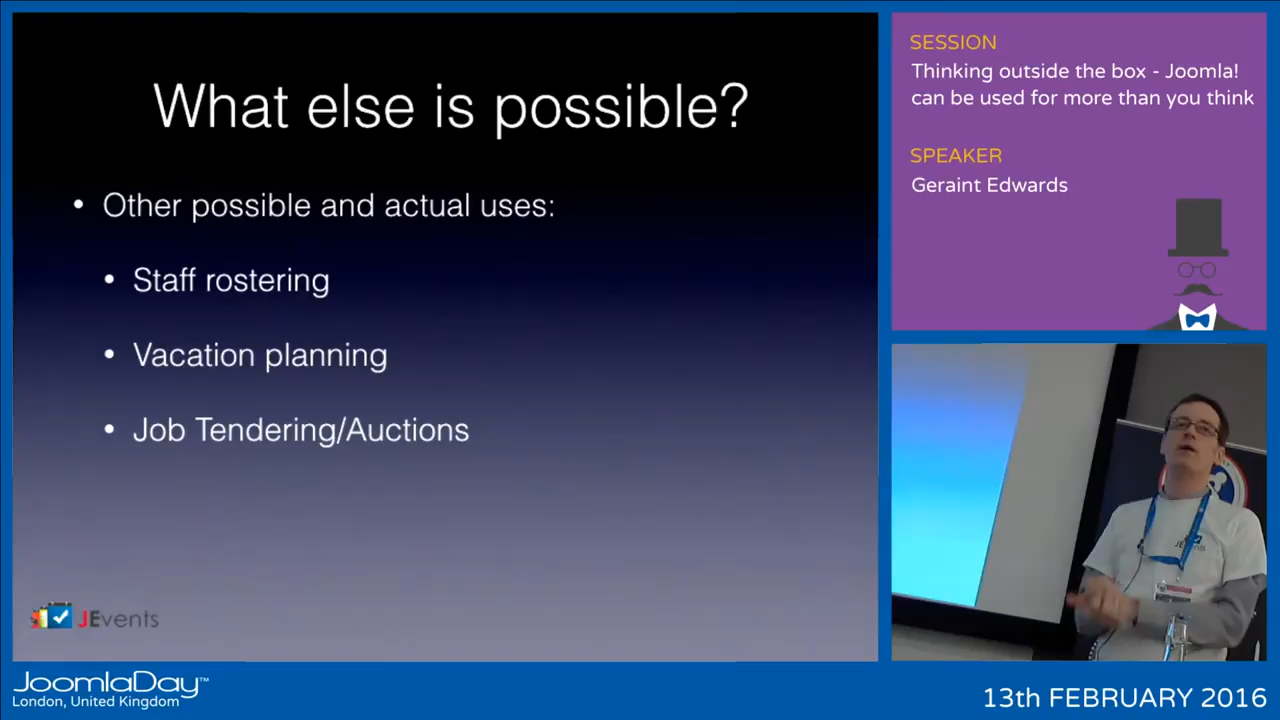 What else is possible?
• Other possible and actual uses:
• Staff rostering
• Vacation planning
• Job Tendering/Auctions
JEvents
SESSION
Thinking outside the box - Joomla!
can be used for more than you think
SPEAKER
Geraint Edwards
JEvents
JoomlaDay™
London, United Kingdom
13th FEBRUARY 2016